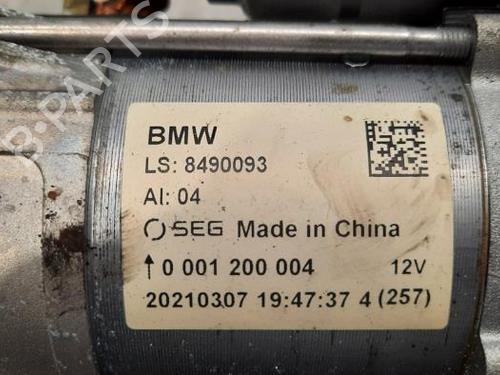 BMW
LS: 8490093
AI: 04
SEG Made in China
↑0 001 200 004 12V
20210307 19:47:37 4 (257)
B-PARTS